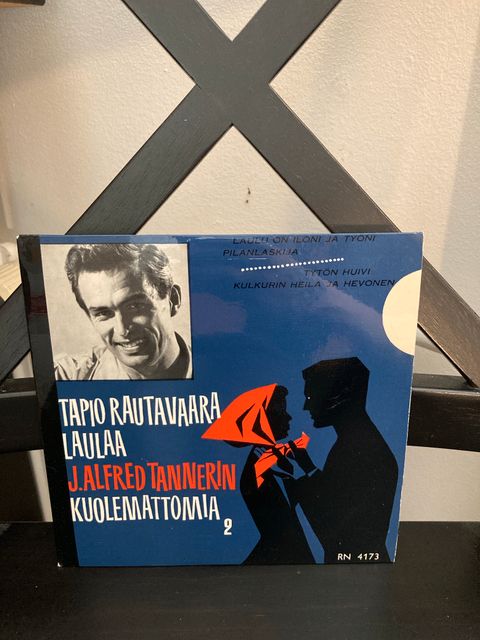 LAULU ON ILONI JA TYÖNI
PILANLASKIJA
TYTÖN HUIVI
KULKURIN HEILA JA HEVONEN
TAPIO RAUTAVAARA
LAULAA
J. ALFRED TANNERIN
KUOLEMATTOMIA
2
RN 4173